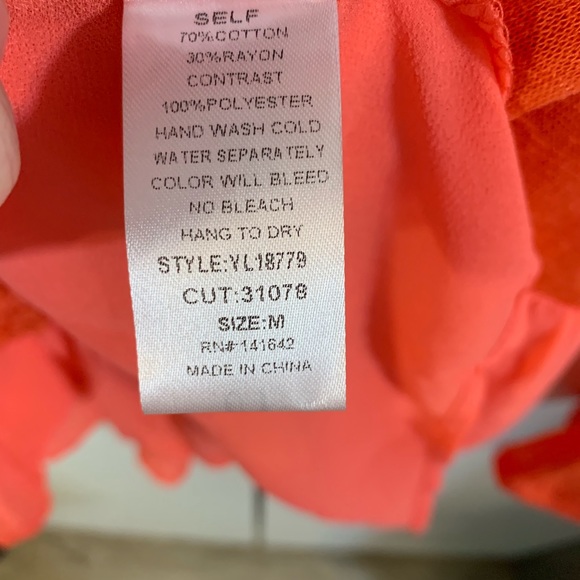 SELF
70%COTTON
30%RAYON
CONTRAST
100%POLYESTER
HAND WASH COLD
WATER SEPARATELY
COLOR WILL BLEED
NO BLEACH
HANG TO DRY
STYLE:YL18779
CUT:31078
SIZE:M
RN#141642
MADE IN CHINA